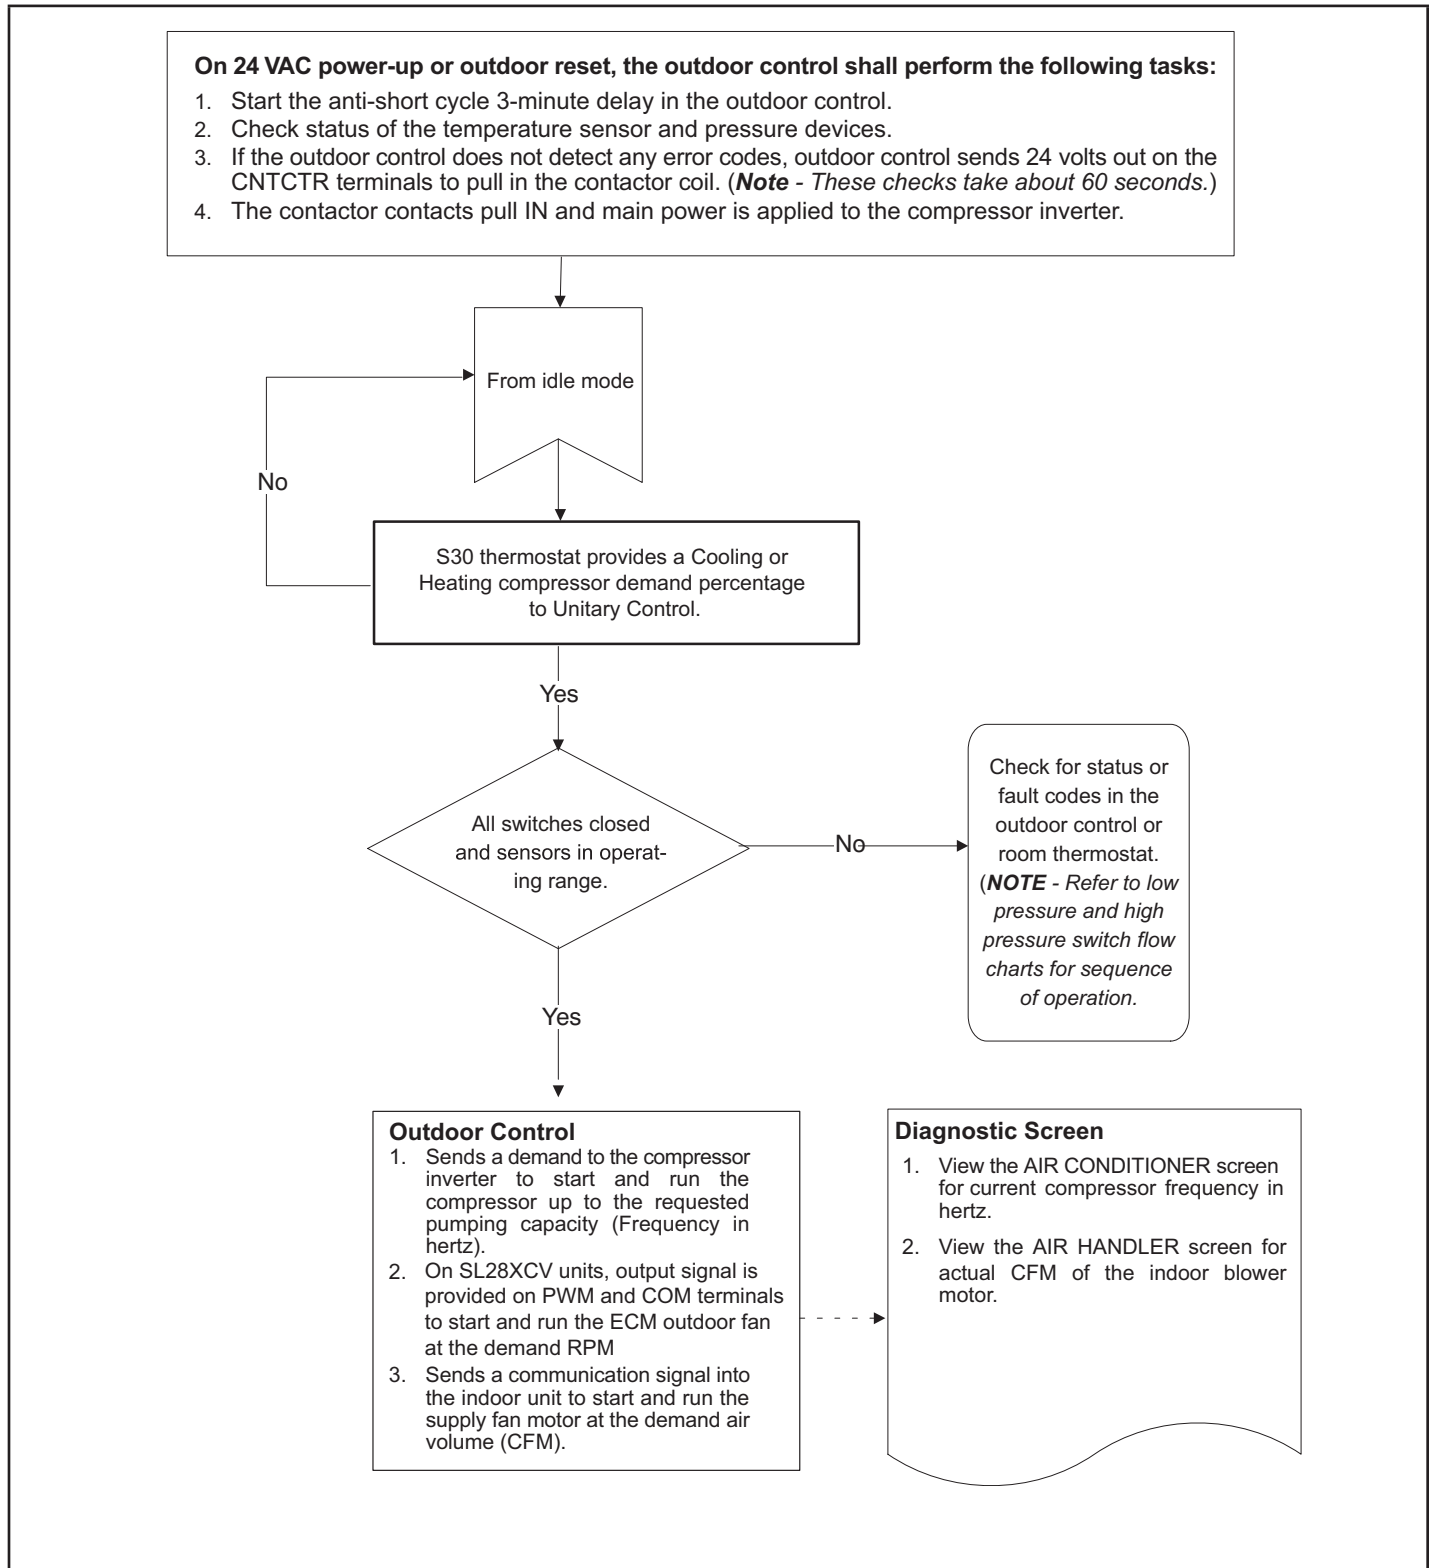 On 24 VAC power-up or outdoor reset, the outdoor control shall perform the following tasks:
1. Start the anti-short cycle 3-minute delay in the outdoor control.
2. Check status of the temperature sensor and pressure devices.
3. If the outdoor control does not detect any error codes, outdoor control sends 24 volts out on the
CNTCTR terminals to pull in the contactor coil. (Note - These checks take about 60 seconds.)
4. The contactor contacts pull IN and main power is applied to the compressor inverter.
From idle mode
No
S30 thermostat provides a Cooling or
Heating compressor demand percentage
to Unitary Control.
Yes
All switches closed
and sensors in operat-
ing range.
No
Check for status or
fault codes in the
outdoor control or
room thermostat.
(NOTE - Refer to low
pressure and high
pressure switch flow
charts for sequence
of operation.
Yes
Outdoor Control
1. Sends a demand to the compressor
inverter to start and run the
compressor up to the requested
pumping capacity (Frequency in
hertz).
2. On SL28XCV units, output signal is
provided on PWM and COM terminals
to start and run the ECM outdoor fan
at the demand RPM
3. Sends a communication signal into
the indoor unit to start and run the
supply fan motor at the demand air
volume (CFM).
Diagnostic Screen
1. View the AIR CONDITIONER screen
for current compressor frequency in
hertz.
2. View the AIR HANDLER screen for
actual CFM of the indoor blower
motor.